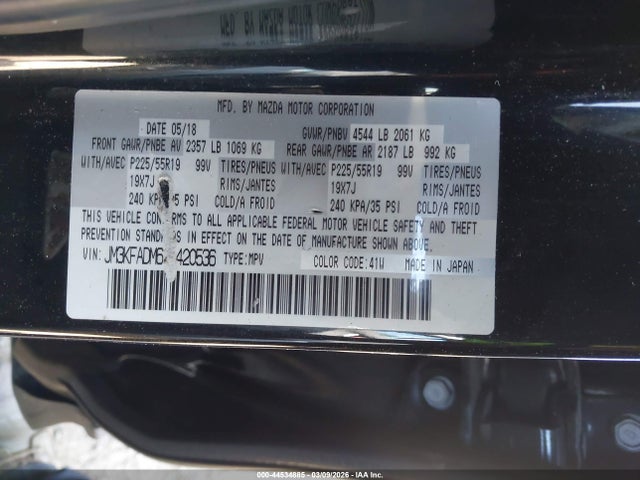 MFD. BY MAZDA MOTOR CORPORATION
DATE 05/18 GVWR/PNBV 4544 LB 2061 KG
FRONT GAWR/PNBE AV 2357 LB 1069 KG REAR GAWR/PNBE AR 2187 LB 992 KG
WITH/AVEC P225/55R19 99V TIRES/PNEUS WITH/AVEC P225/55R19 99V TIRES/PNEUS
19X7J RIMS/JANTES 19X7J RIMS/JANTES
240 KPA/ 5 PSI COLD/A FROID 240 KPA/35 PSI COLD/A FROID
THIS VEHICLE CONFORMS TO ALL APPLICABLE FEDERAL MOTOR VEHICLE SAFETY AND THEFT
PREVENTION STANDARDS IN EFFECT ON THE DATE OF MANUFACTURE SHOWN ABOVE.
VIN: JM3KFADM 420536 TYPE:MPV COLOR CODE:41W MADE IN JAPAN
000-44534885 | 03/09/2026 | IAA Inc.